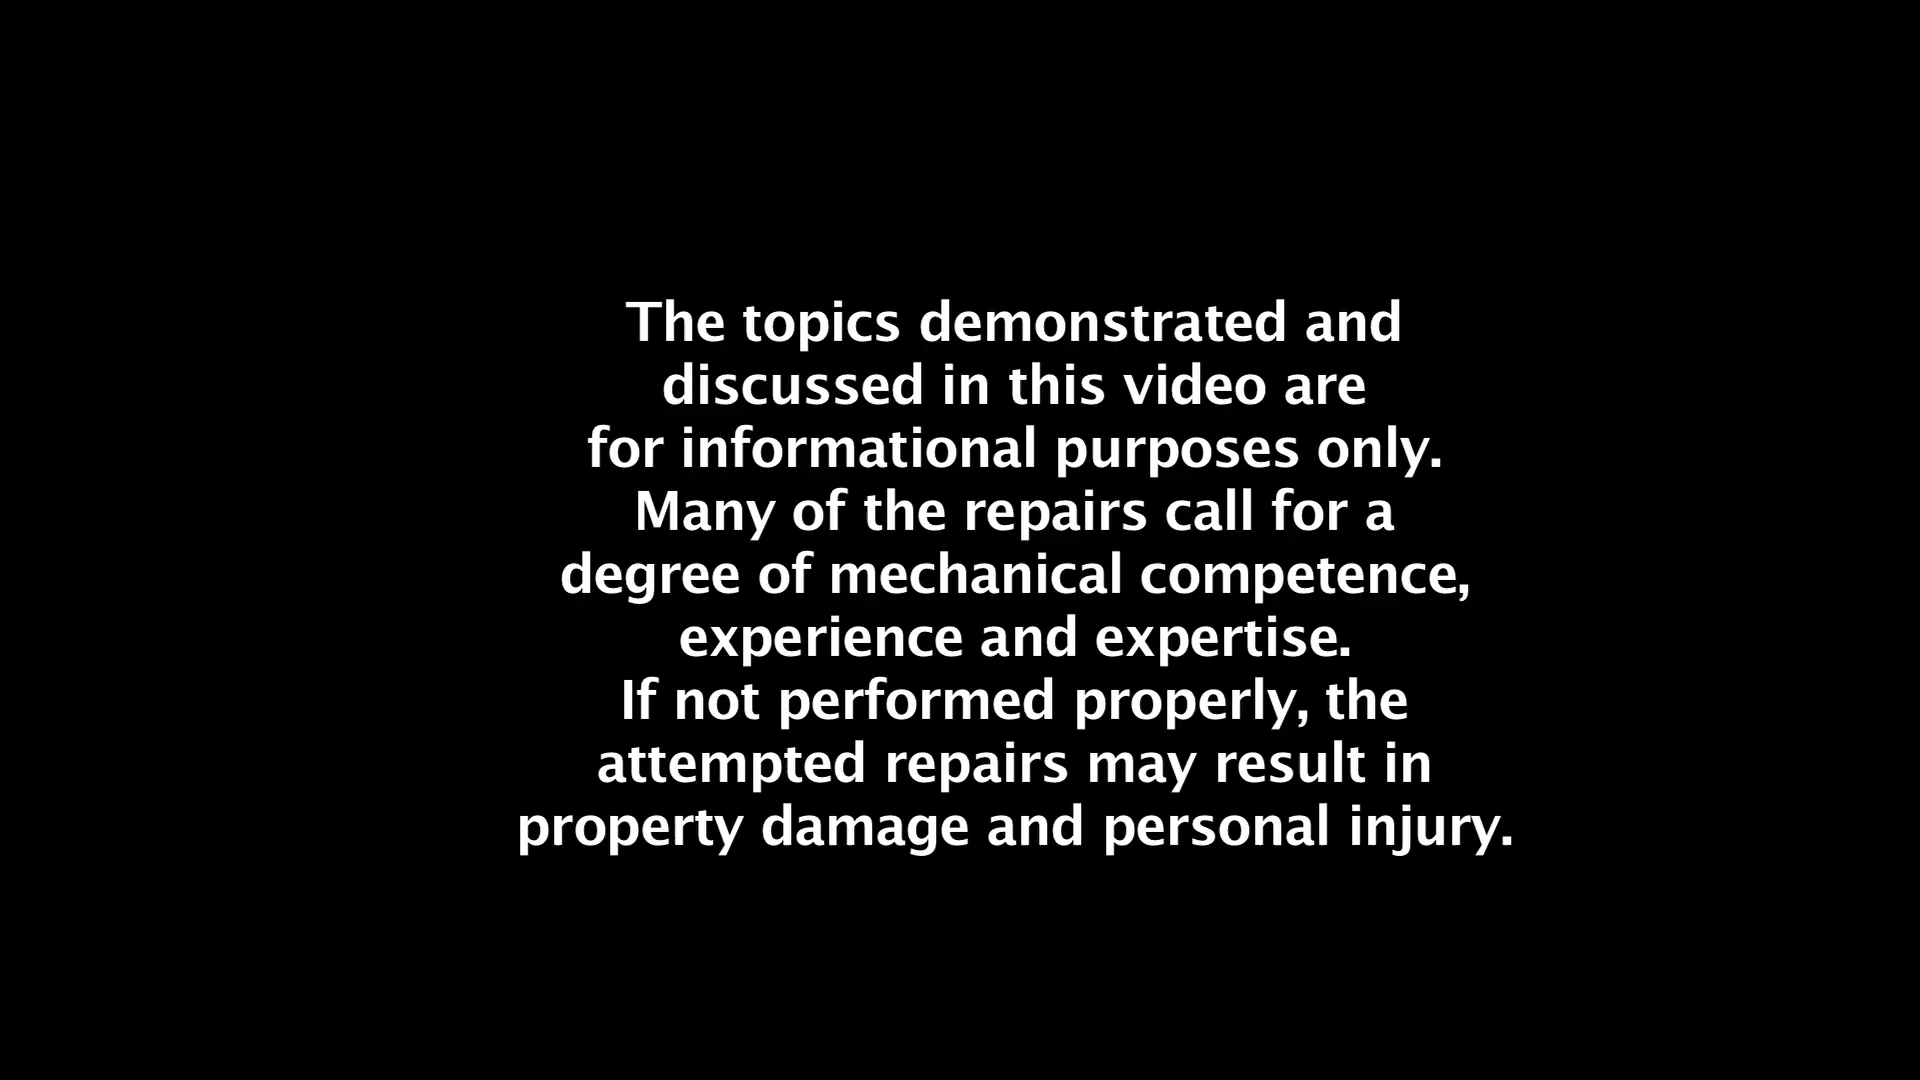 The topics demonstrated and
discussed in this video are
for informational purposes only.
Many of the repairs call for a
degree of mechanical competence,
experience and expertise.
If not performed properly, the
attempted repairs may result in
property damage and personal injury.